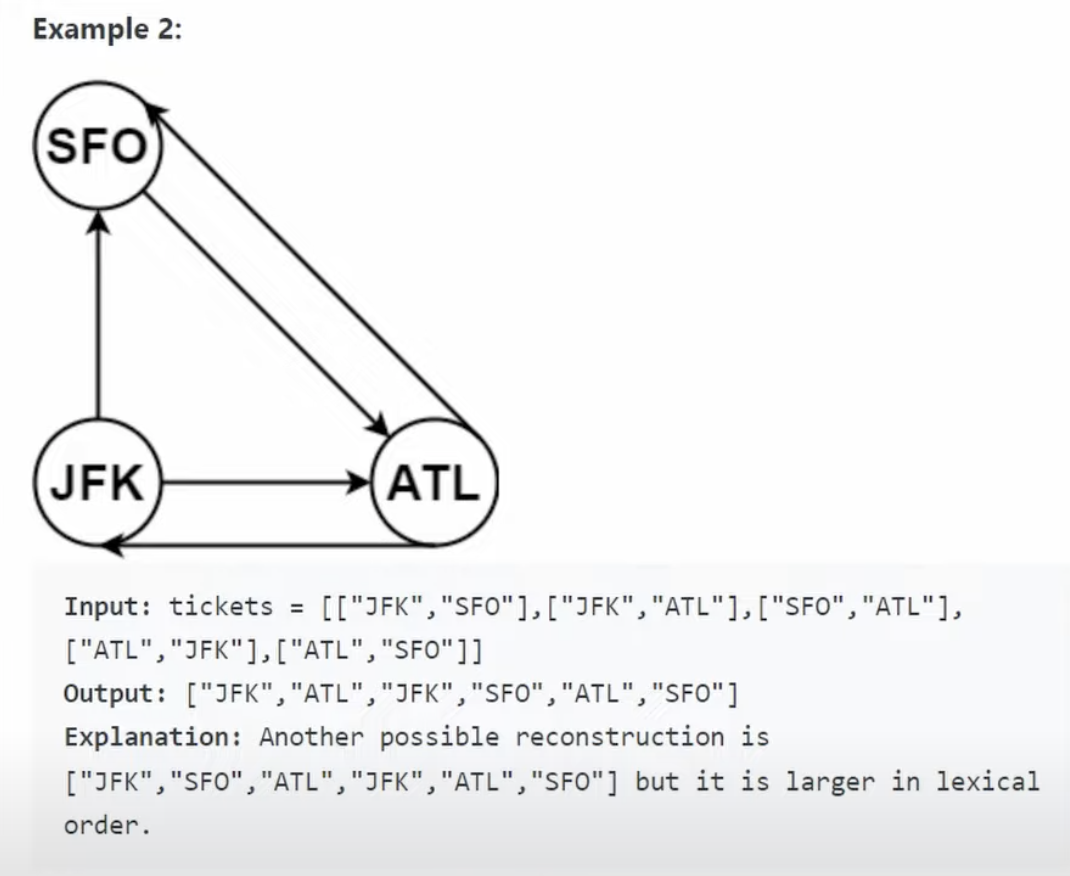 Example 2:
SFO
JFK
ATL
Input: tickets = [["JFK","SFO"],["JFK","ATL"],["SFO","ATL"],
["ATL","JFK"],["ATL","SFO"]]
Output: ["JFK","ATL","JFK","SFO","ATL","SFO"]
Explanation: Another possible reconstruction is
["JFK","SFO","ATL","JFK","ATL","SFO"] but it is larger in lexical
order.